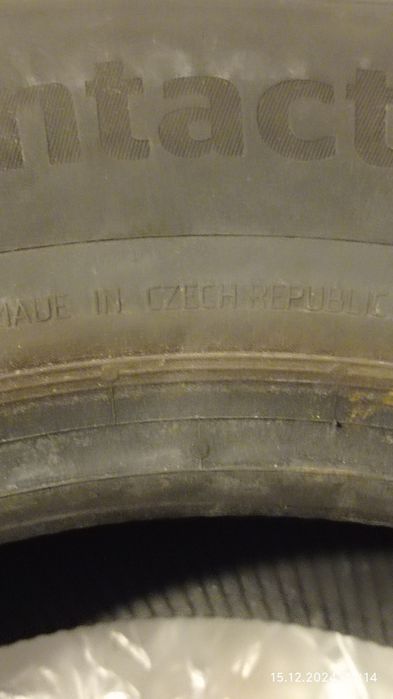 ntact
MADE IN CZECH REPUBLIC
15.12.2024